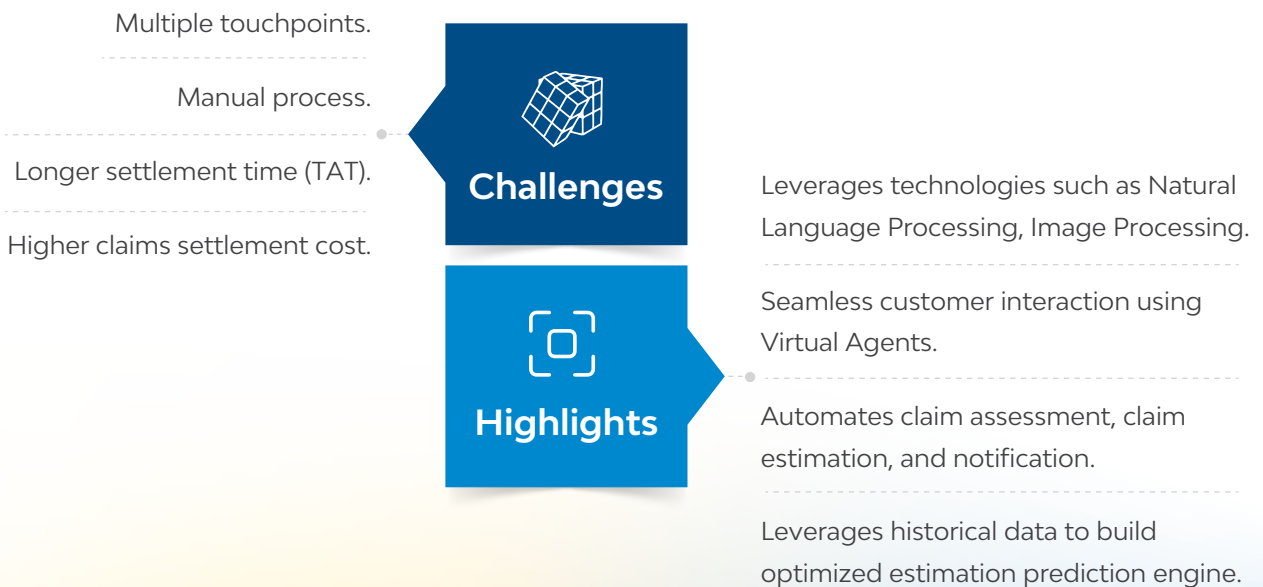 Multiple touchpoints.
Manual process.
Longer settlement time (TAT).
Higher claims settlement cost.
Challenges
Highlights
Leverages technologies such as Natural
Language Processing, Image Processing.
Seamless customer interaction using
Virtual Agents.
Automates claim assessment, claim
estimation, and notification.
Leverages historical data to build
optimized estimation prediction engine.